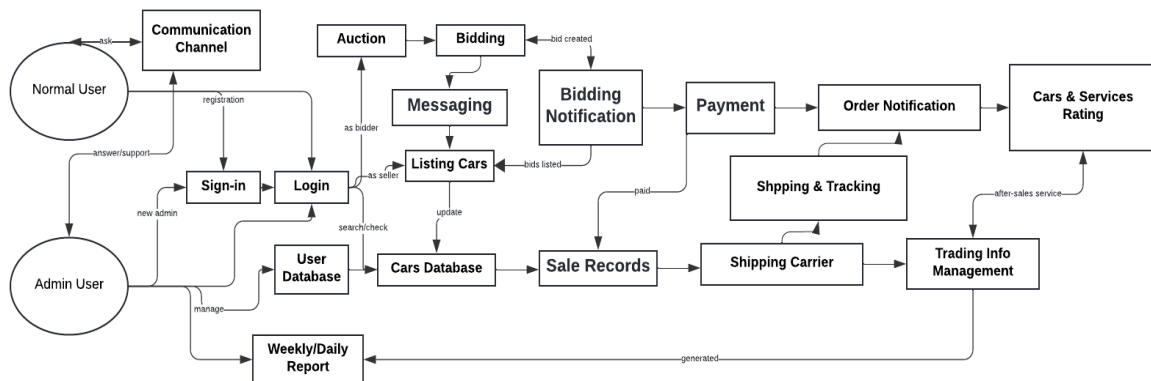 Communication
Channel
ask
Normal User
registration
answer/support
Auction
Bidding
bid created
Messaging
Bidding
Notification
Payment
Order Notification
Cars & Services
Rating
as bidder
Listing Cars
bids listed
as seller
Sign-in
Login
new admin
update
paid
Shpping & Tracking
after-sales service
search/check
Admin User
User
Database
Cars Database
Sale Records
Shipping Carrier
Trading Info
Management
manage
Weekly/Daily
Report
generated